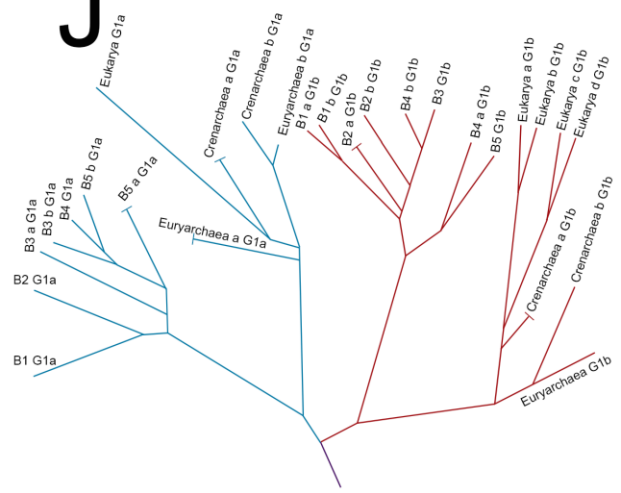 J
Eukarya G1a
Crenarchaea a G1a
Crenarchaea b G1a
Euryarchaea b G1a
B1 a G1b
B1 b G1b
B2 a G1b
B2 b G1b
B4 b G1b
B3 G1b
B4 a G1b
B5 G1b
Eukarya a G1b
Eukarya b G1b
Eukarya c G1b
Eukarya d G1b
B3 a G1a
B3 b G1a
B4 G1a
B5 b G1a
B5 a G1a
Euryarchaea a G1a
Crenarchaea a G1b
Crenarchaea b G1b
B2 G1a
B1 G1a
Euryarchaea G1b